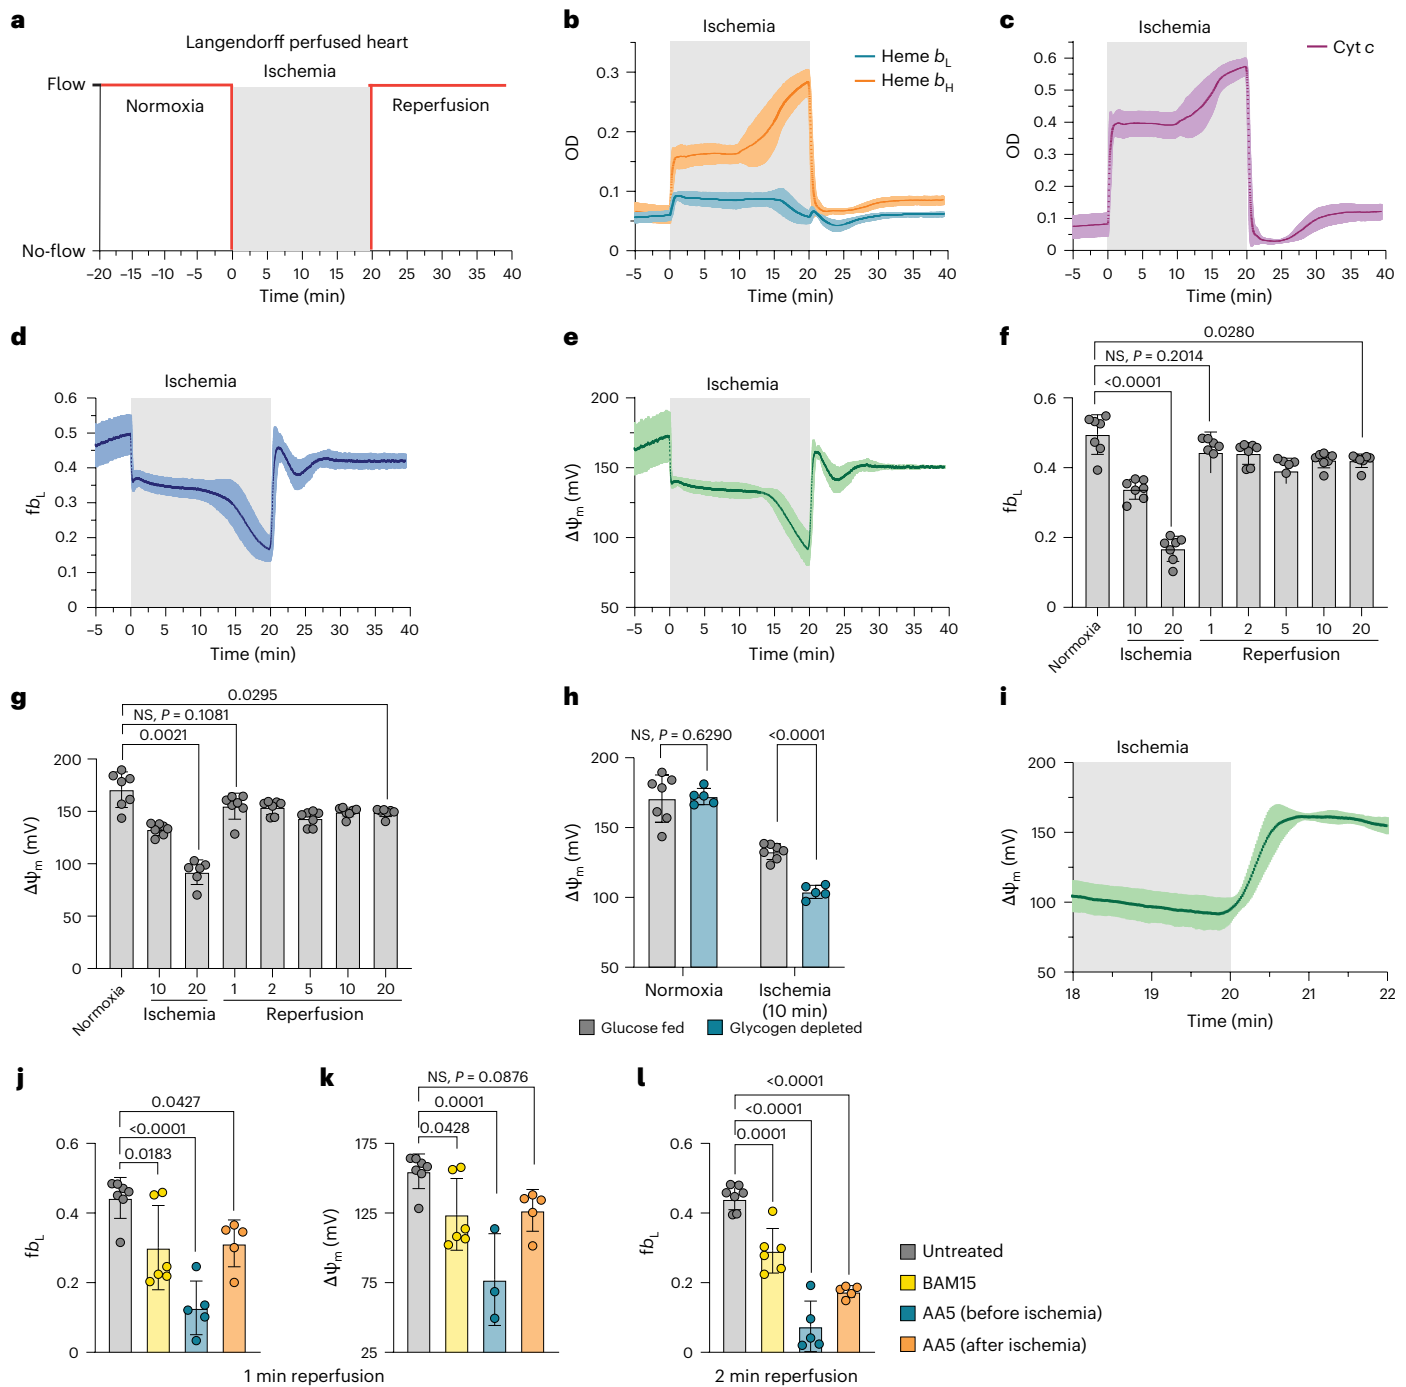 a
Langendorff perfused heart
Ischemia
Flow
Normoxia
Reperfusion
No-flow
–20 –15 –10 –5 0 5 10 15 20 25 30 35 40
Time (min)
b
Ischemia
Heme bL
Heme bH
OD
0.3
0.2
0.1
0
–5 0 5 10 15 20 25 30 35 40
Time (min)
c
Ischemia
Cyt c
OD
0.6
0.5
0.4
0.3
0.2
0.1
0
–5 0 5 10 15 20 25 30 35 40
Time (min)
d
Ischemia
fbL
0.6
0.5
0.4
0.3
0.2
0.1
0
–5 0 5 10 15 20 25 30 35 40
Time (min)
e
Ischemia
Δψm (mV)
200
150
100
50
–5 0 5 10 15 20 25 30 35 40
Time (min)
f
0.0280
NS, P = 0.2014
<0.0001
fbL
0.6
0.4
0.2
0
Normoxia
10 20 1 2 5 10 20
Ischemia Reperfusion
g
0.0295
NS, P = 0.1081
0.0021
Δψm (mV)
200
150
100
50
0
Normoxia
10 20 1 2 5 10 20
Ischemia Reperfusion
h
NS, P = 0.6290 <0.0001
Δψm (mV)
200
150
100
50
Normoxia Ischemia
(10 min)
Glucose fed Glycogen depleted
i
Ischemia
Δψm (mV)
200
150
100
50
18 19 20 21 22
Time (min)
j
0.0427
<0.0001
0.0183
fbL
0.6
0.4
0.2
0
k
NS, P = 0.0876
0.0001
0.0428
Δψm (mV)
175
125
75
25
1 min reperfusion
l
<0.0001
<0.0001
0.0001
fbL
0.6
0.4
0.2
0
2 min reperfusion
Untreated
BAM15
AA5 (before ischemia)
AA5 (after ischemia)